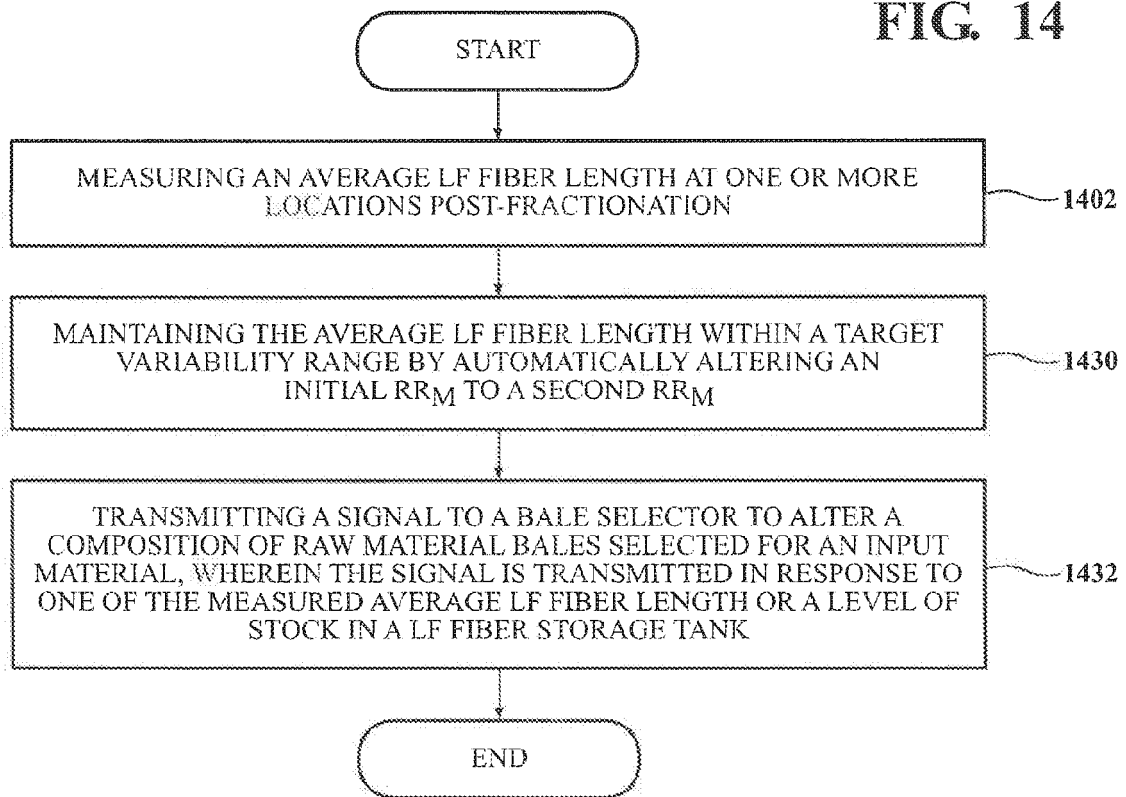 FIG. 14
START
MEASURING AN AVERAGE LF FIBER LENGTH AT ONE OR MORE
LOCATIONS POST-FRACTIONATION
1402
MAINTAINING THE AVERAGE LF FIBER LENGTH WITHIN A TARGET
VARIABILITY RANGE BY AUTOMATICALLY ALTERING AN
INITIAL RRM TO A SECOND RRM
1430
TRANSMITTING A SIGNAL TO A BALE SELECTOR TO ALTER A
COMPOSITION OF RAW MATERIAL BALES SELECTED FOR AN INPUT
MATERIAL, WHEREIN THE SIGNAL IS TRANSMITTED IN RESPONSE TO
ONE OF THE MEASURED AVERAGE LF FIBER LENGTH OR A LEVEL OF
STOCK IN A LF FIBER STORAGE TANK
1432
END